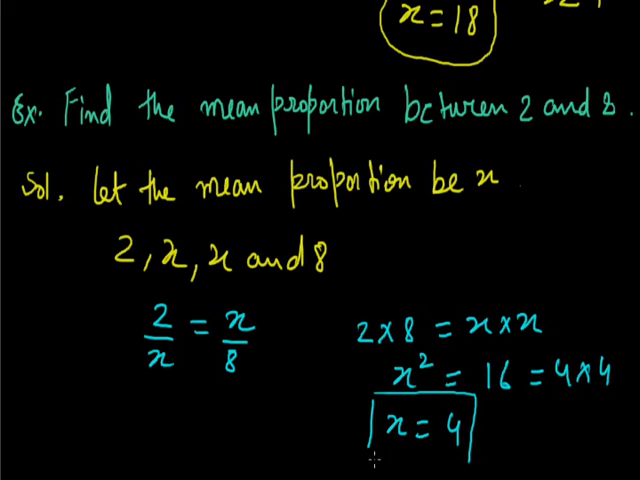 x = 18
Ex. Find the mean proportion between 2 and 8.
Sol. Let the mean proportion be x
2, x, x and 8
2/x = x/8
2 × 8 = x × x
x² = 16 = 4 × 4
x = 4